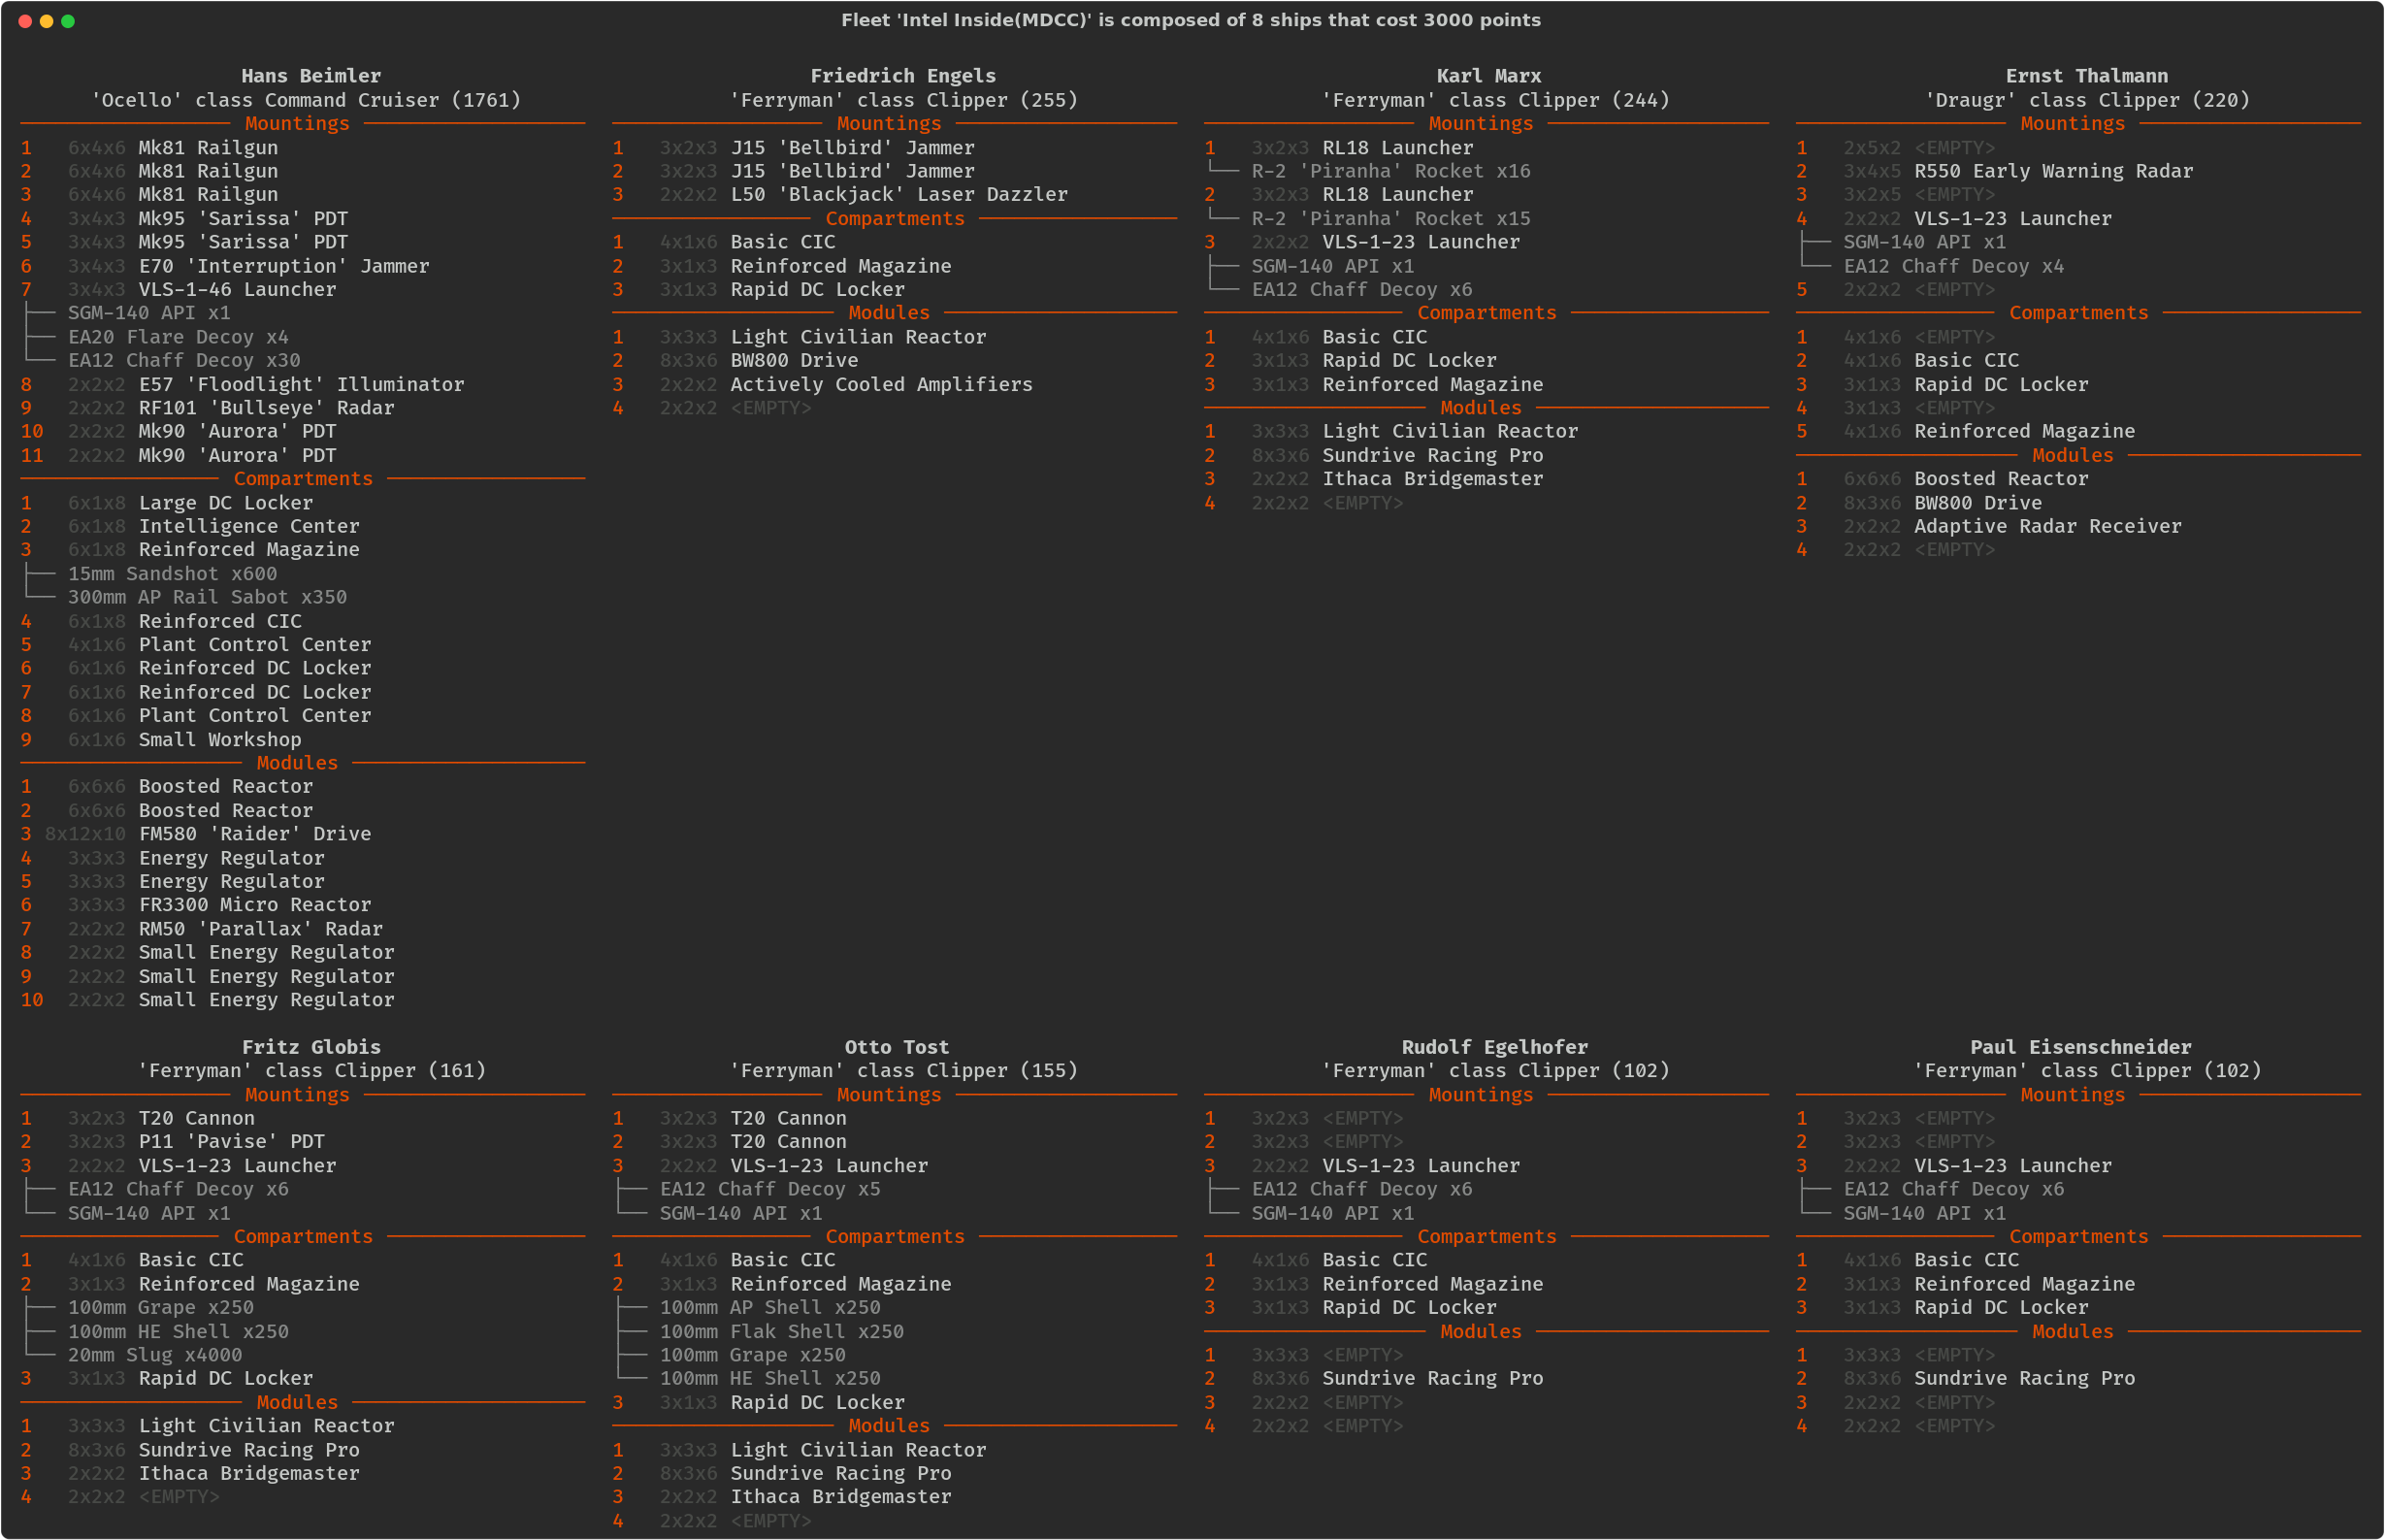 Fleet 'Intel Inside(MDCC)' is composed of 8 ships that cost 3000 points
Hans Beimler
'Ocello' class Command Cruiser (1761)
Mountings
1 6x4x6 Mk81 Railgun
2 6x4x6 Mk81 Railgun
3 6x4x6 Mk81 Railgun
4 3x4x3 Mk95 'Sarissa' PDT
5 3x4x3 Mk95 'Sarissa' PDT
6 3x4x3 E70 'Interruption' Jammer
7 3x4x3 VLS-1-46 Launcher
├── SGM-140 API x1
├── EA20 Flare Decoy x4
└── EA12 Chaff Decoy x30
8 2x2x2 E57 'Floodlight' Illuminator
9 2x2x2 RF101 'Bullseye' Radar
10 2x2x2 Mk90 'Aurora' PDT
11 2x2x2 Mk90 'Aurora' PDT
Compartments
1 6x1x8 Large DC Locker
2 6x1x8 Intelligence Center
3 6x1x8 Reinforced Magazine
├── 15mm Sandshot x600
└── 300mm AP Rail Sabot x350
4 6x1x8 Reinforced CIC
5 4x1x6 Plant Control Center
6 6x1x6 Reinforced DC Locker
7 6x1x6 Reinforced DC Locker
8 6x1x6 Plant Control Center
9 6x1x6 Small Workshop
Modules
1 6x6x6 Boosted Reactor
2 6x6x6 Boosted Reactor
3 8x12x10 FM580 'Raider' Drive
4 3x3x3 Energy Regulator
5 3x3x3 Energy Regulator
6 3x3x3 FR3300 Micro Reactor
7 2x2x2 RM50 'Parallax' Radar
8 2x2x2 Small Energy Regulator
9 2x2x2 Small Energy Regulator
10 2x2x2 Small Energy Regulator
Friedrich Engels
'Ferryman' class Clipper (255)
Mountings
1 3x2x3 J15 'Bellbird' Jammer
2 3x2x3 J15 'Bellbird' Jammer
3 2x2x2 L50 'Blackjack' Laser Dazzler
Compartments
1 4x1x6 Basic CIC
2 3x1x3 Reinforced Magazine
3 3x1x3 Rapid DC Locker
Modules
1 3x3x3 Light Civilian Reactor
2 8x3x6 BW800 Drive
3 2x2x2 Actively Cooled Amplifiers
4 2x2x2 <EMPTY>
Karl Marx
'Ferryman' class Clipper (244)
Mountings
1 3x2x3 RL18 Launcher
└── R-2 'Piranha' Rocket x16
2 3x2x3 RL18 Launcher
└── R-2 'Piranha' Rocket x15
3 2x2x2 VLS-1-23 Launcher
├── SGM-140 API x1
└── EA12 Chaff Decoy x6
Compartments
1 4x1x6 Basic CIC
2 3x1x3 Rapid DC Locker
3 3x1x3 Reinforced Magazine
Modules
1 3x3x3 Light Civilian Reactor
2 8x3x6 Sundrive Racing Pro
3 2x2x2 Ithaca Bridgemaster
4 2x2x2 <EMPTY>
Ernst Thalmann
'Draugr' class Clipper (220)
Mountings
1 2x5x2 <EMPTY>
2 3x4x5 R550 Early Warning Radar
3 3x2x5 <EMPTY>
4 2x2x2 VLS-1-23 Launcher
├── SGM-140 API x1
└── EA12 Chaff Decoy x4
5 2x2x2 <EMPTY>
Compartments
1 4x1x6 <EMPTY>
2 4x1x6 Basic CIC
3 3x1x3 Rapid DC Locker
4 3x1x3 <EMPTY>
5 4x1x6 Reinforced Magazine
Modules
1 6x6x6 Boosted Reactor
2 8x3x6 BW800 Drive
3 2x2x2 Adaptive Radar Receiver
4 2x2x2 <EMPTY>
Fritz Globis
'Ferryman' class Clipper (161)
Mountings
1 3x2x3 T20 Cannon
2 3x2x3 P11 'Pavise' PDT
3 2x2x2 VLS-1-23 Launcher
├── EA12 Chaff Decoy x6
└── SGM-140 API x1
Compartments
1 4x1x6 Basic CIC
2 3x1x3 Reinforced Magazine
├── 100mm Grape x250
├── 100mm HE Shell x250
└── 20mm Slug x4000
3 3x1x3 Rapid DC Locker
Modules
1 3x3x3 Light Civilian Reactor
2 8x3x6 Sundrive Racing Pro
3 2x2x2 Ithaca Bridgemaster
4 2x2x2 <EMPTY>
Otto Tost
'Ferryman' class Clipper (155)
Mountings
1 3x2x3 T20 Cannon
2 3x2x3 T20 Cannon
3 2x2x2 VLS-1-23 Launcher
├── EA12 Chaff Decoy x5
└── SGM-140 API x1
Compartments
1 4x1x6 Basic CIC
2 3x1x3 Reinforced Magazine
├── 100mm AP Shell x250
├── 100mm Flak Shell x250
├── 100mm Grape x250
└── 100mm HE Shell x250
3 3x1x3 Rapid DC Locker
Modules
1 3x3x3 Light Civilian Reactor
2 8x3x6 Sundrive Racing Pro
3 2x2x2 Ithaca Bridgemaster
4 2x2x2 <EMPTY>
Rudolf Egelhofer
'Ferryman' class Clipper (102)
Mountings
1 3x2x3 <EMPTY>
2 3x2x3 <EMPTY>
3 2x2x2 VLS-1-23 Launcher
├── EA12 Chaff Decoy x6
└── SGM-140 API x1
Compartments
1 4x1x6 Basic CIC
2 3x1x3 Reinforced Magazine
3 3x1x3 Rapid DC Locker
Modules
1 3x3x3 <EMPTY>
2 8x3x6 Sundrive Racing Pro
3 2x2x2 <EMPTY>
4 2x2x2 <EMPTY>
Paul Eisenschneider
'Ferryman' class Clipper (102)
Mountings
1 3x2x3 <EMPTY>
2 3x2x3 <EMPTY>
3 2x2x2 VLS-1-23 Launcher
├── EA12 Chaff Decoy x6
└── SGM-140 API x1
Compartments
1 4x1x6 Basic CIC
2 3x1x3 Reinforced Magazine
3 3x1x3 Rapid DC Locker
Modules
1 3x3x3 <EMPTY>
2 8x3x6 Sundrive Racing Pro
3 2x2x2 <EMPTY>
4 2x2x2 <EMPTY>